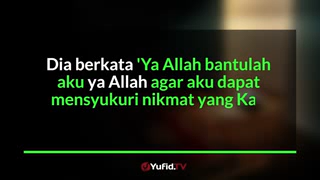 Dia berkata 'Ya Allah bantulah
aku ya Allah agar aku dapat
mensyukuri nikmat yang Ka
YUFID.TV